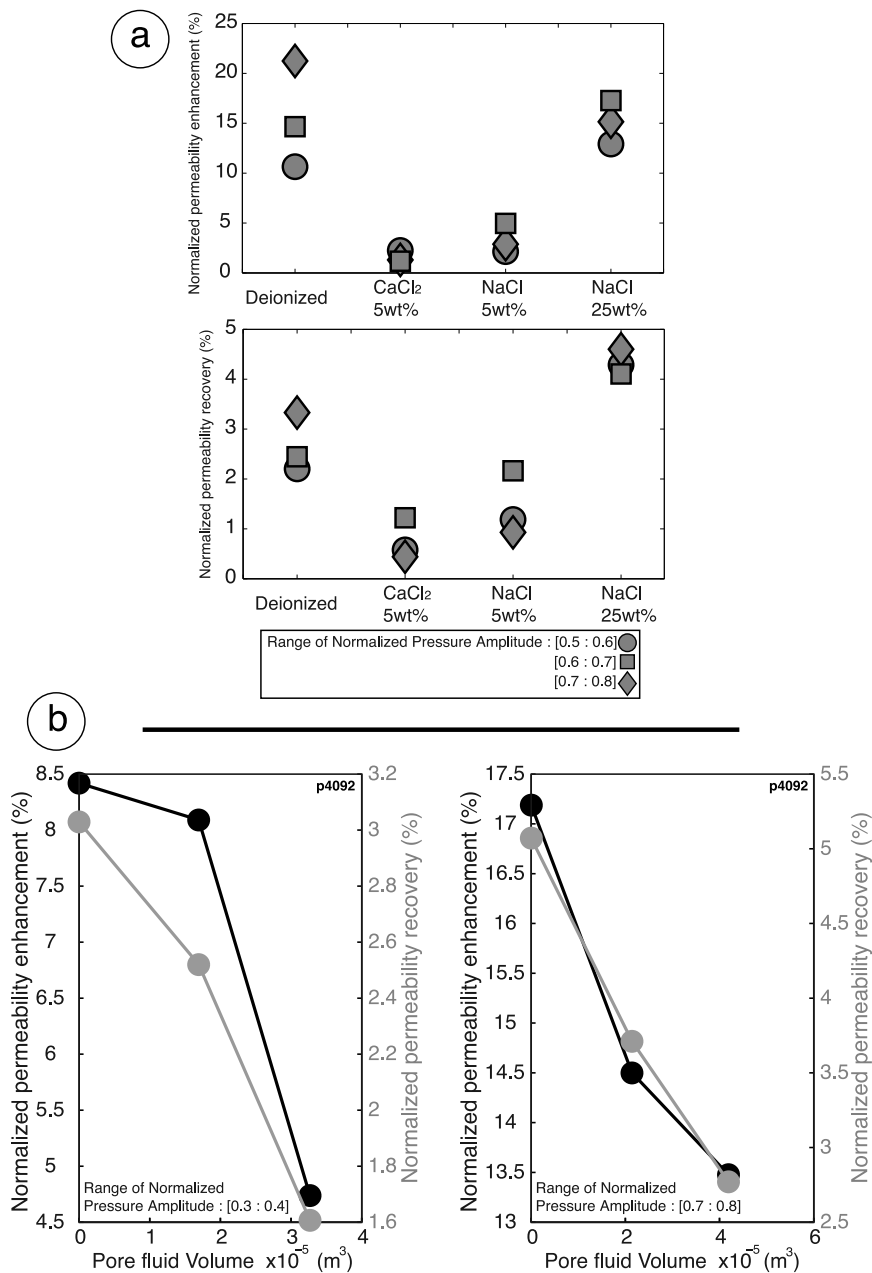 a
Normalized permeability enhancement (%)
25
20
15
10
5
0
Deionized
CaCl₂
5wt%
NaCl
5wt%
NaCl
25wt%
Normalized permeability recovery (%)
5
4
3
2
1
0
Deionized
CaCl₂
5wt%
NaCl
5wt%
NaCl
25wt%
Range of Normalized Pressure Amplitude : [0.5 : 0.6]
[0.6 : 0.7]
[0.7 : 0.8]
b
Normalized permeability enhancement (%)
8.5
8
7.5
7
6.5
6
5.5
5
4.5
p4092
3.2
3
2.8
2.6
2.4
2.2
2
1.8
1.6
Normalized permeability recovery (%)
Range of Normalized
Pressure Amplitude : [0.3 : 0.4]
0 1 2 3 4
Pore fluid Volume x10⁻⁵ (m³)
Normalized permeability enhancement (%)
17.5
17
16.5
16
15.5
15
14.5
14
13.5
13
p4092
5.5
5
4.5
4
3.5
3
2.5
Normalized permeability recovery (%)
Range of Normalized
Pressure Amplitude : [0.7 : 0.8]
0 2 4 6
Pore fluid Volume x10⁻⁵ (m³)